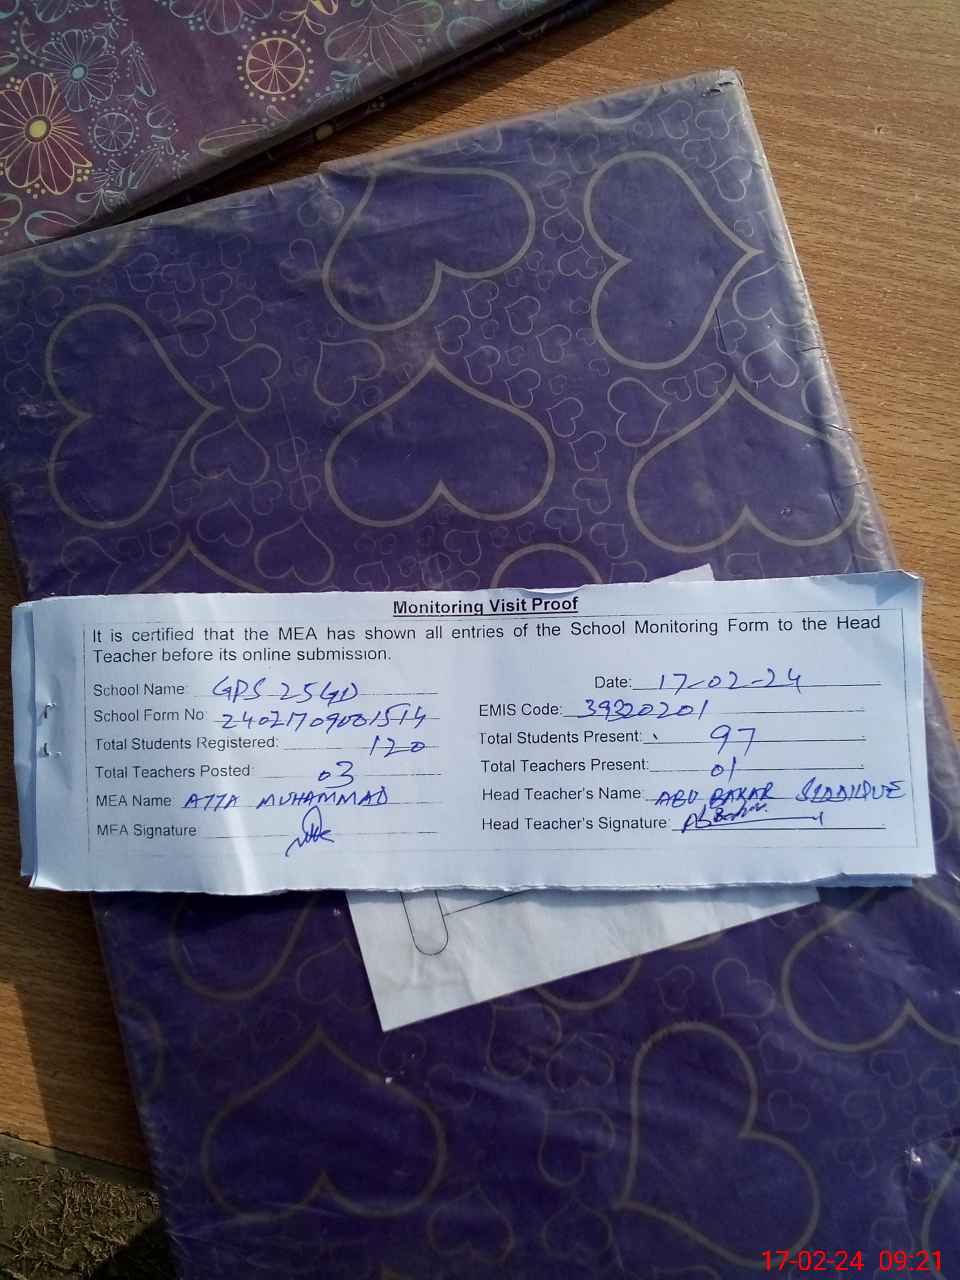 Monitoring Visit Proof
It is certified that the MEA has shown all entries of the School Monitoring Form to the Head
Teacher before its online submission.
School Name: GPS 25GD Date: 17-02-24
School Form No: 24021709001514 EMIS Code: 39320201
Total Students Registered: 120 Total Students Present: 97
Total Teachers Posted: 03 Total Teachers Present: 01
MEA Name ATTA MUHAMMAD Head Teacher's Name: ABU BAKAR SIDDIQUE
MEA Signature Head Teacher's Signature:
17-02-24 09:21